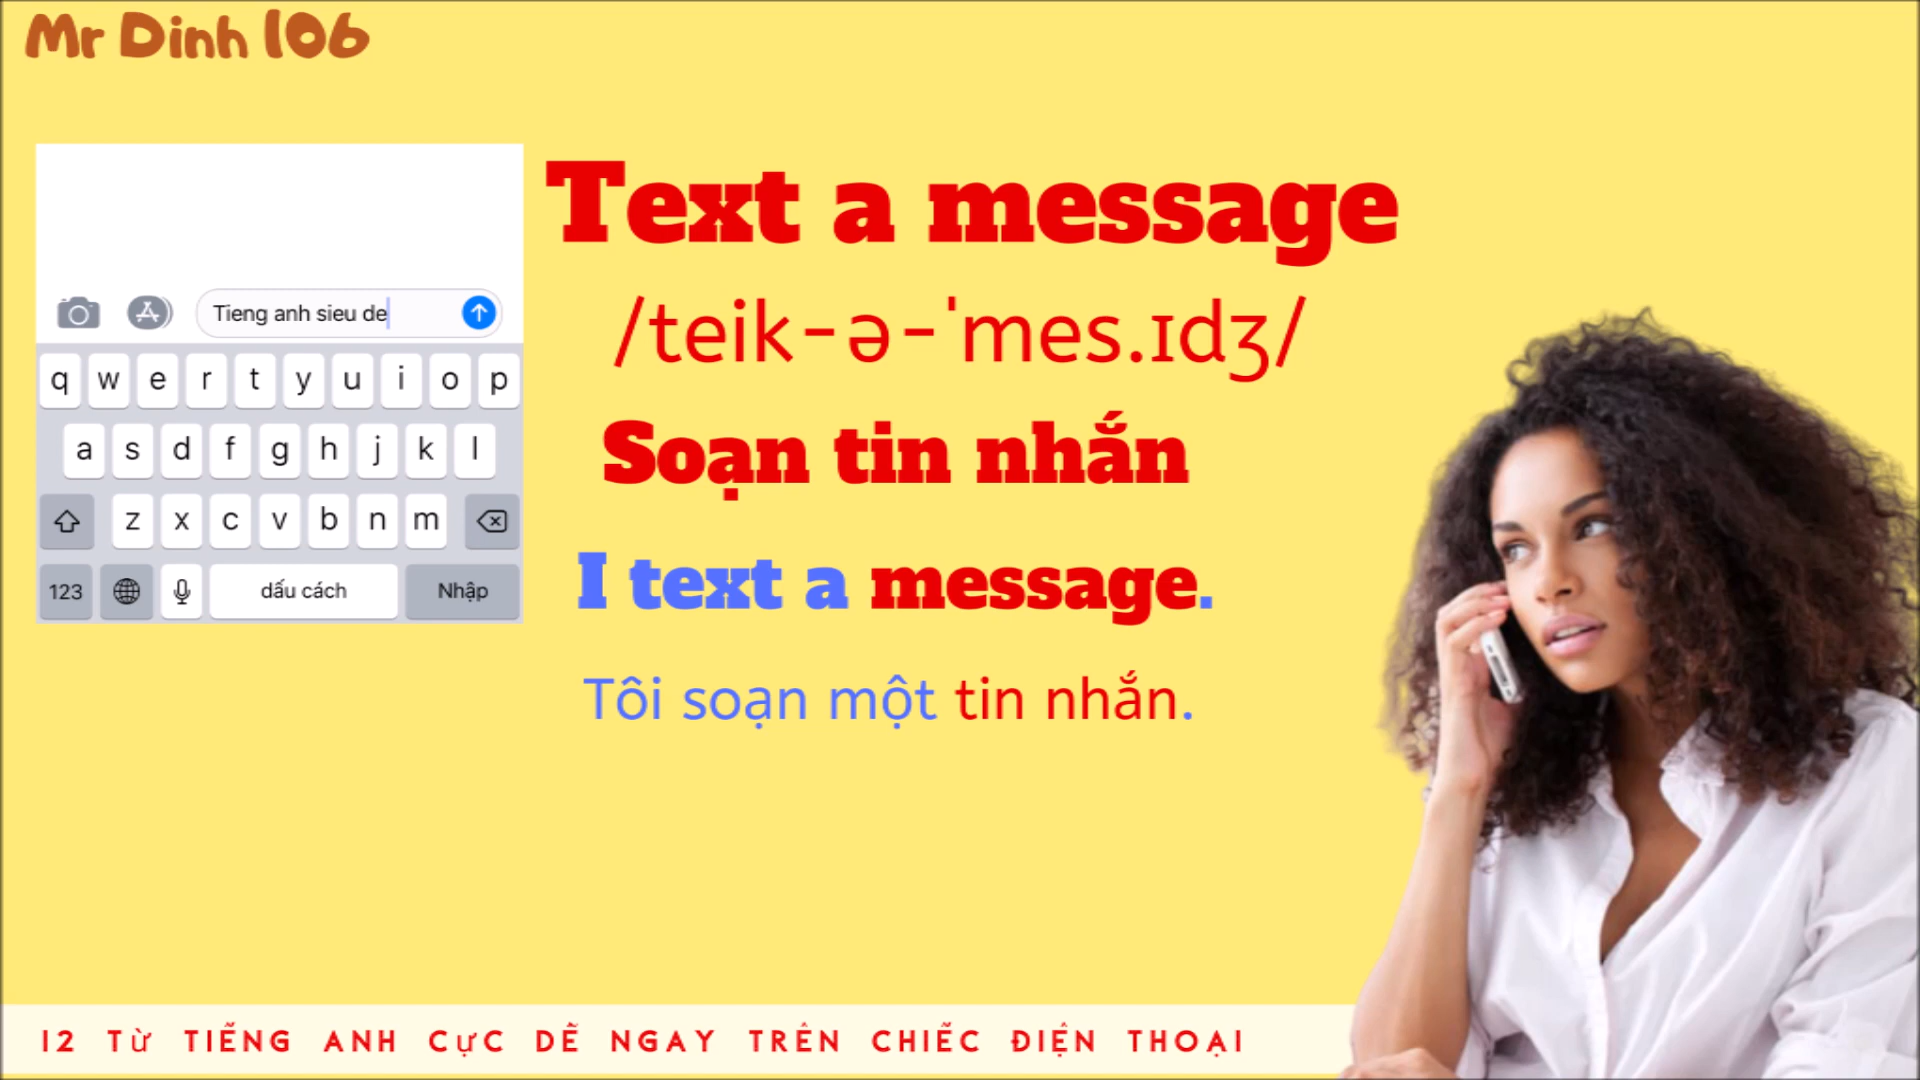 Mr Dinh 106
Text a message
/teik-ə-ˈmes.ɪdʒ/
Soạn tin nhắn
I text a message.
Tôi soạn một tin nhắn.
Tieng anh sieu de
q w e r t y u i o p
a s d f g h j k l
z x c v b n m
123 dấu cách Nhập
12 TỪ TIẾNG ANH CỰC DỄ NGAY TRÊN CHIẾC ĐIỆN THOẠI